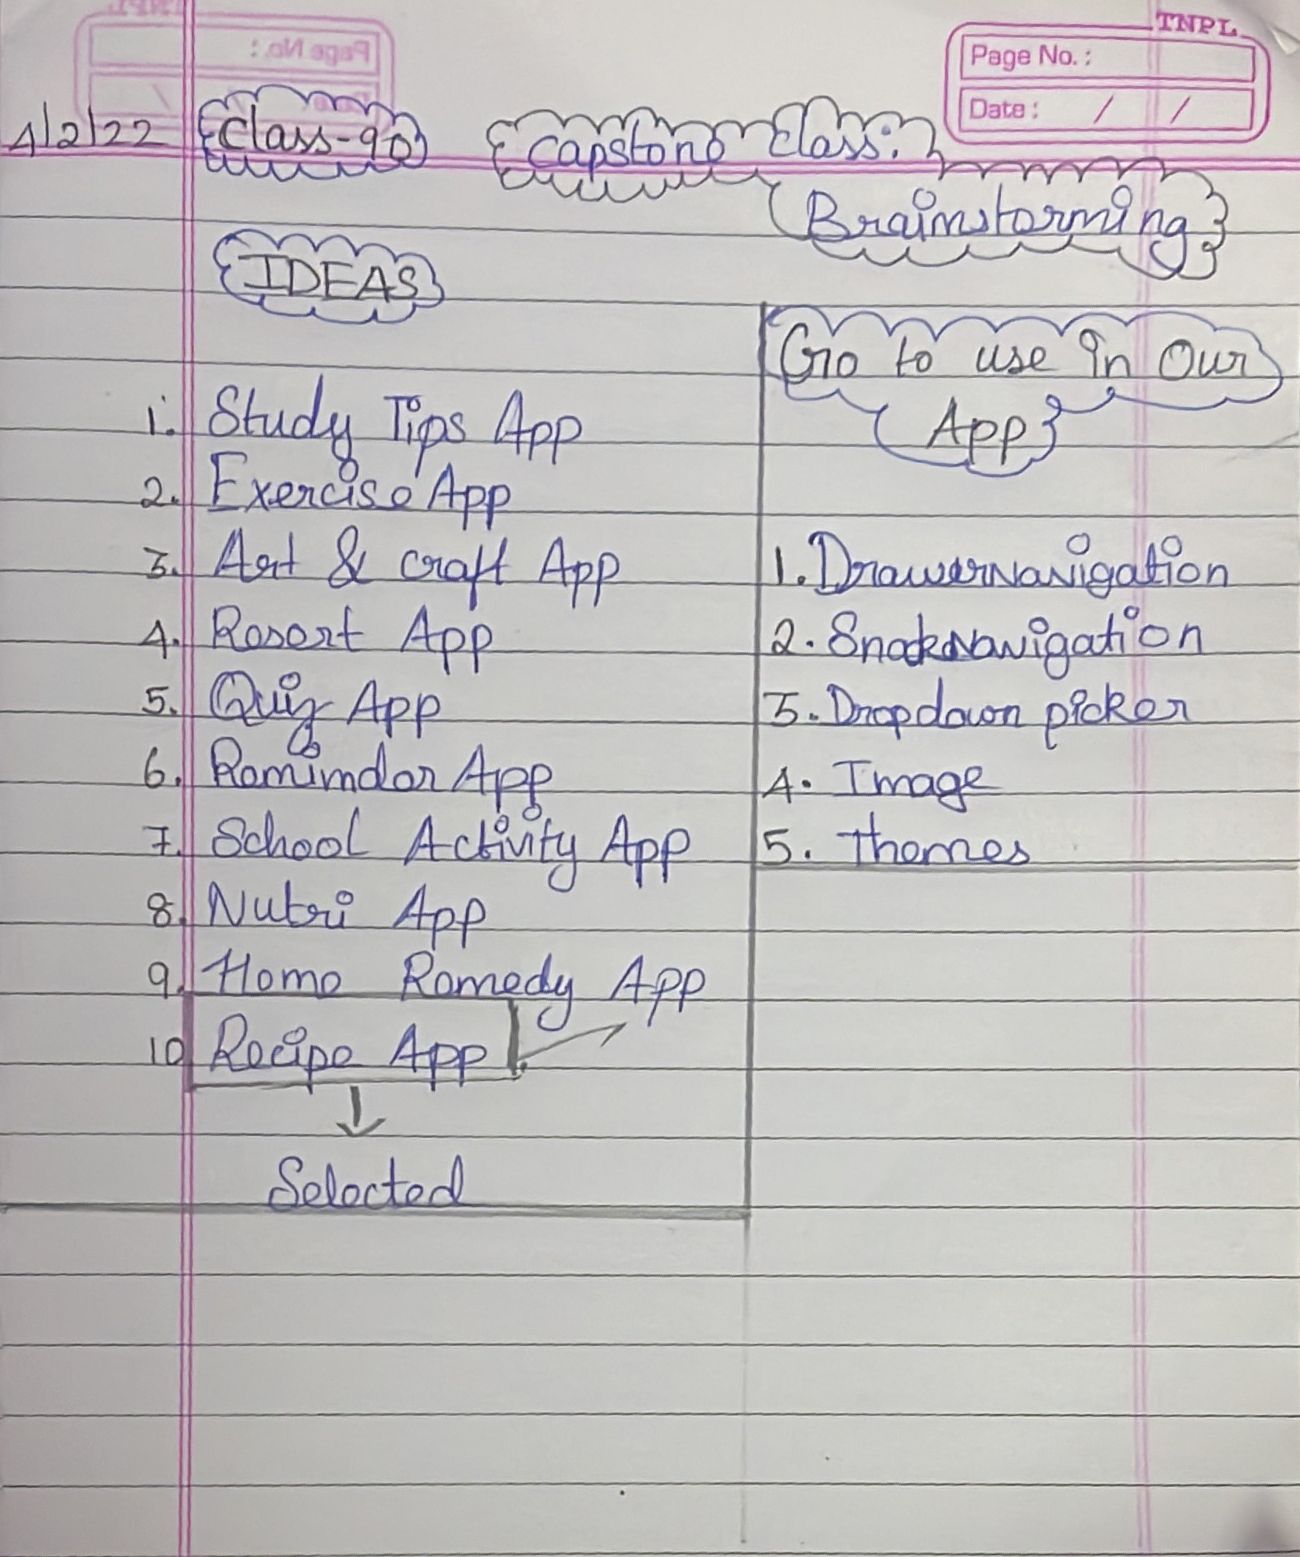 TNPL
Page No.:
Date: / /
4/2/22 Class-90 Capstone Class:
Brainstorming
IDEAS
Go to use in Our
App
1. Study Tips App
2. Exercise App
3. Art & craft App
4. Resort App
5. Quiz App
6. Remimder App
7. School Activity App
8. Nutri App
9. Home Remedy App
10 Recipe App
Selected
1. DrawerNavigation
2. SnackNavigation
3. Dropdown picker
4. Image
5. Themes